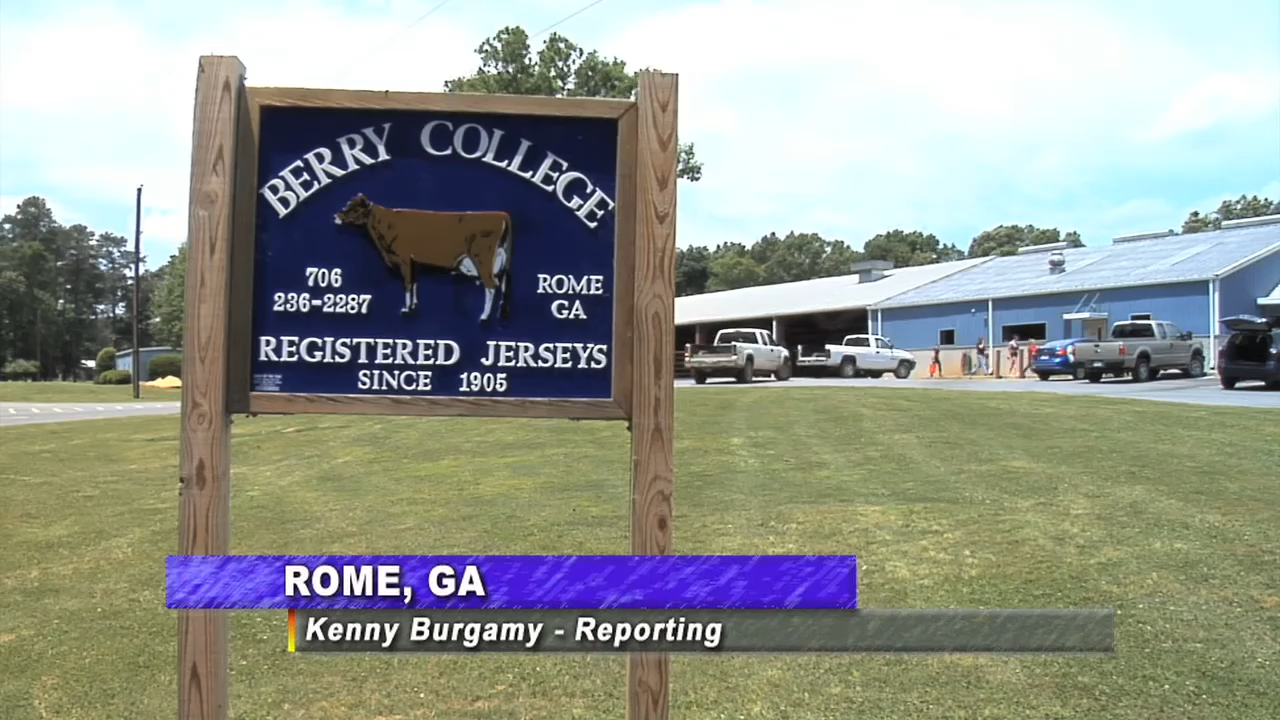 BERRY COLLEGE
706
236-2287
ROME
GA
REGISTERED JERSEYS
SINCE 1905
ROME, GA
Kenny Burgamy - Reporting